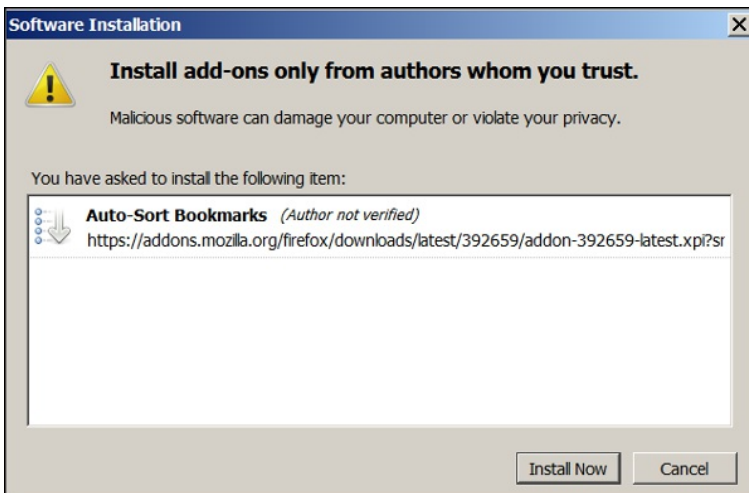 Software Installation
Install add-ons only from authors whom you trust.
Malicious software can damage your computer or violate your privacy.
You have asked to install the following item:
Auto-Sort Bookmarks (Author not verified)
https://addons.mozilla.org/firefox/downloads/latest/392659/addon-392659-latest.xpi?sr
Install Now Cancel